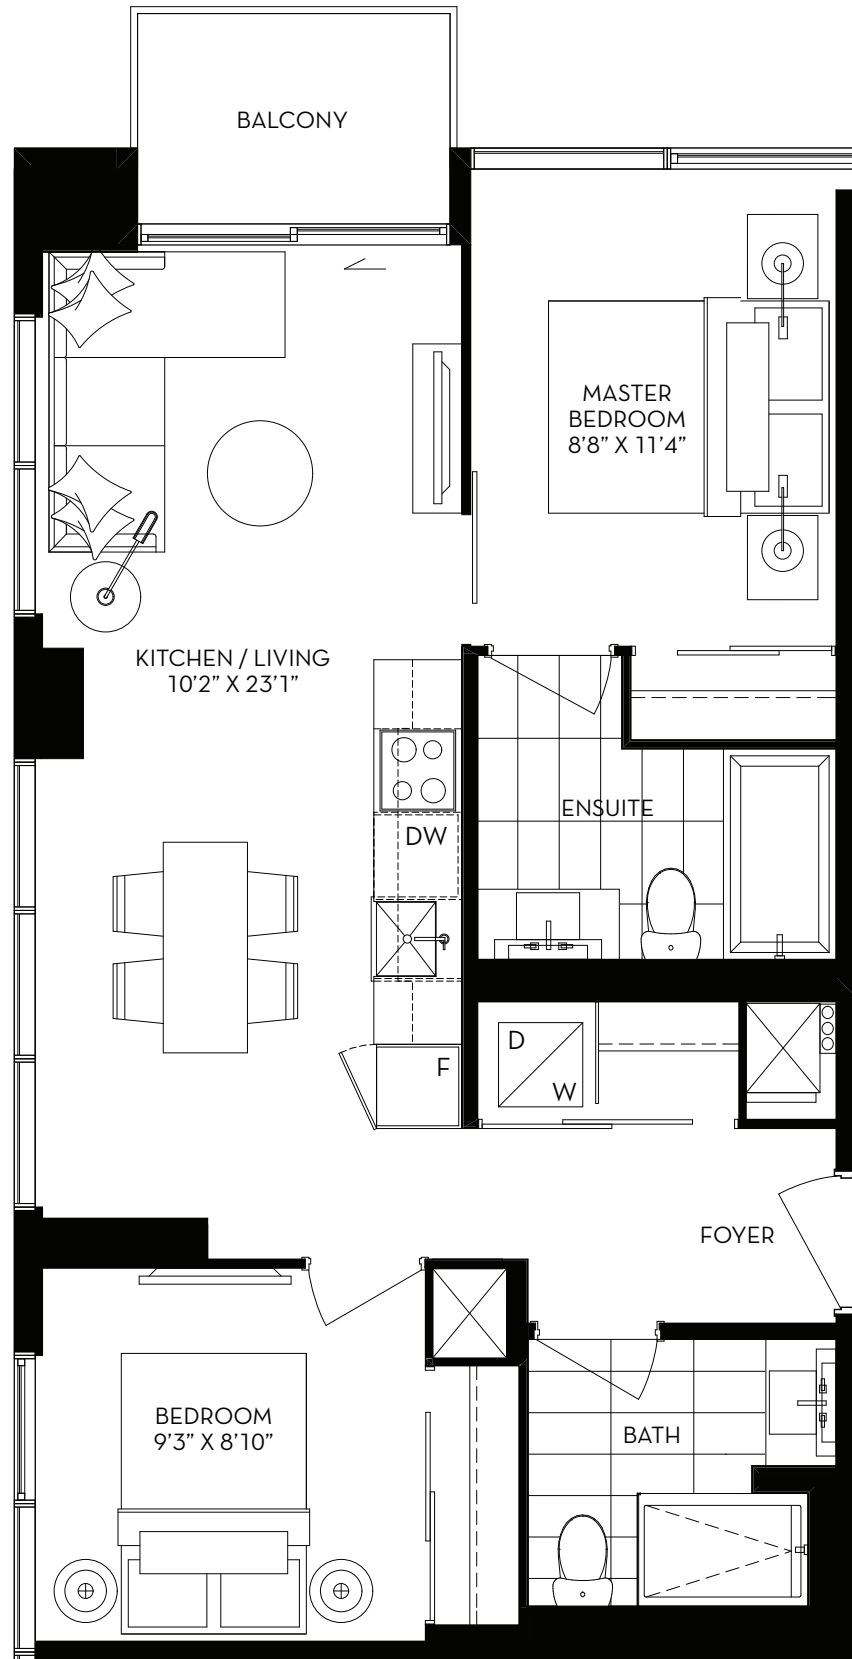 BALCONY
MASTER
BEDROOM
8’8” X 11’4”
KITCHEN / LIVING
10’2” X 23’1”
ENSUITE
DW
F
D
W
FOYER
BEDROOM
9’3” X 8’10”
BATH